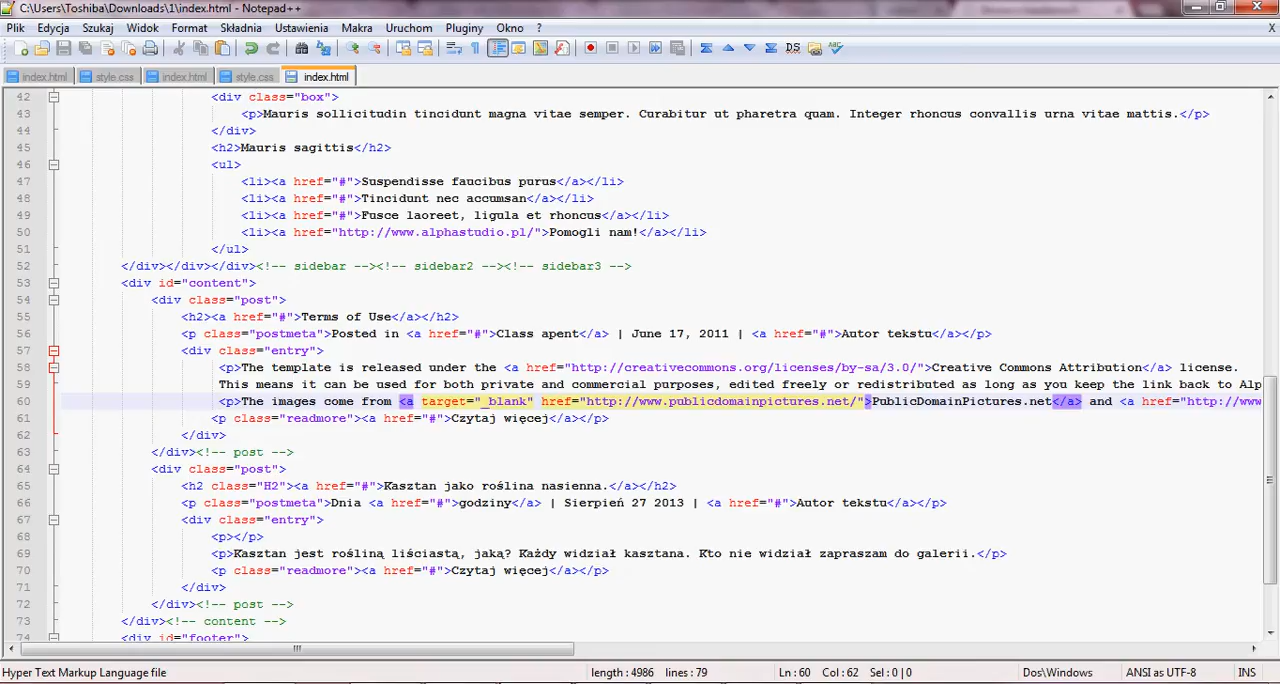 C:\Users\Toshiba\Downloads\1\index.html - Notepad++
Plik Edycja Szukaj Widok Format Składnia Ustawienia Makra Uruchom Pluginy Okno ? X
index.html style.css index.html style.css index.html
42 <div class="box">
43 <p>Mauris sollicitudin tincidunt magna vitae semper. Curabitur ut pharetra quam. Integer rhoncus convallis urna vitae mattis.</p>
44 </div>
45 <h2>Mauris sagittis</h2>
46 <ul>
47 <li><a href="#">Suspendisse faucibus purus</a></li>
48 <li><a href="#">Tincidunt nec accumsan</a></li>
49 <li><a href="#">Fusce laoreet, ligula et rhoncus</a></li>
50 <li><a href="http://www.alphastudio.pl/">Pomogli nam!</a></li>
51 </ul>
52 </div></div></div><!-- sidebar --><!-- sidebar2 --><!-- sidebar3 -->
53 <div id="content">
54 <div class="post">
55 <h2><a href="#">Terms of Use</a></h2>
56 <p class="postmeta">Posted in <a href="#">Class apent</a> | June 17, 2011 | <a href="#">Autor tekstu</a></p>
57 <div class="entry">
58 <p>The template is released under the <a href="http://creativecommons.org/licenses/by-sa/3.0/">Creative Commons Attribution</a> license.
59 This means it can be used for both private and commercial purposes, edited freely or redistributed as long as you keep the link back to Alp
60 <p>The images come from <a target="_blank" href="http://www.publicdomainpictures.net/">PublicDomainPictures.net</a> and <a href="http://www
61 <p class="readmore"><a href="#">Czytaj więcej</a></p>
62 </div>
63 </div><!-- post -->
64 <div class="post">
65 <h2 class="H2"><a href="#">Kasztan jako roślina nasienna.</a></h2>
66 <p class="postmeta">Dnia <a href="#">godziny</a> | Sierpień 27 2013 | <a href="#">Autor tekstu</a></p>
67 <div class="entry">
68 <p></p>
69 <p>Kasztan jest rośliną liściastą, jaką? Każdy widział kasztana. Kto nie widział zapraszam do galerii.</p>
70 <p class="readmore"><a href="#">Czytaj więcej</a></p>
71 </div>
72 </div><!-- post -->
73 </div><!-- content -->
74 <div id="footer">
Hyper Text Markup Language file length : 4986 lines : 79 Ln : 60 Col : 62 Sel : 0 | 0 Dos\Windows ANSI as UTF-8 INS